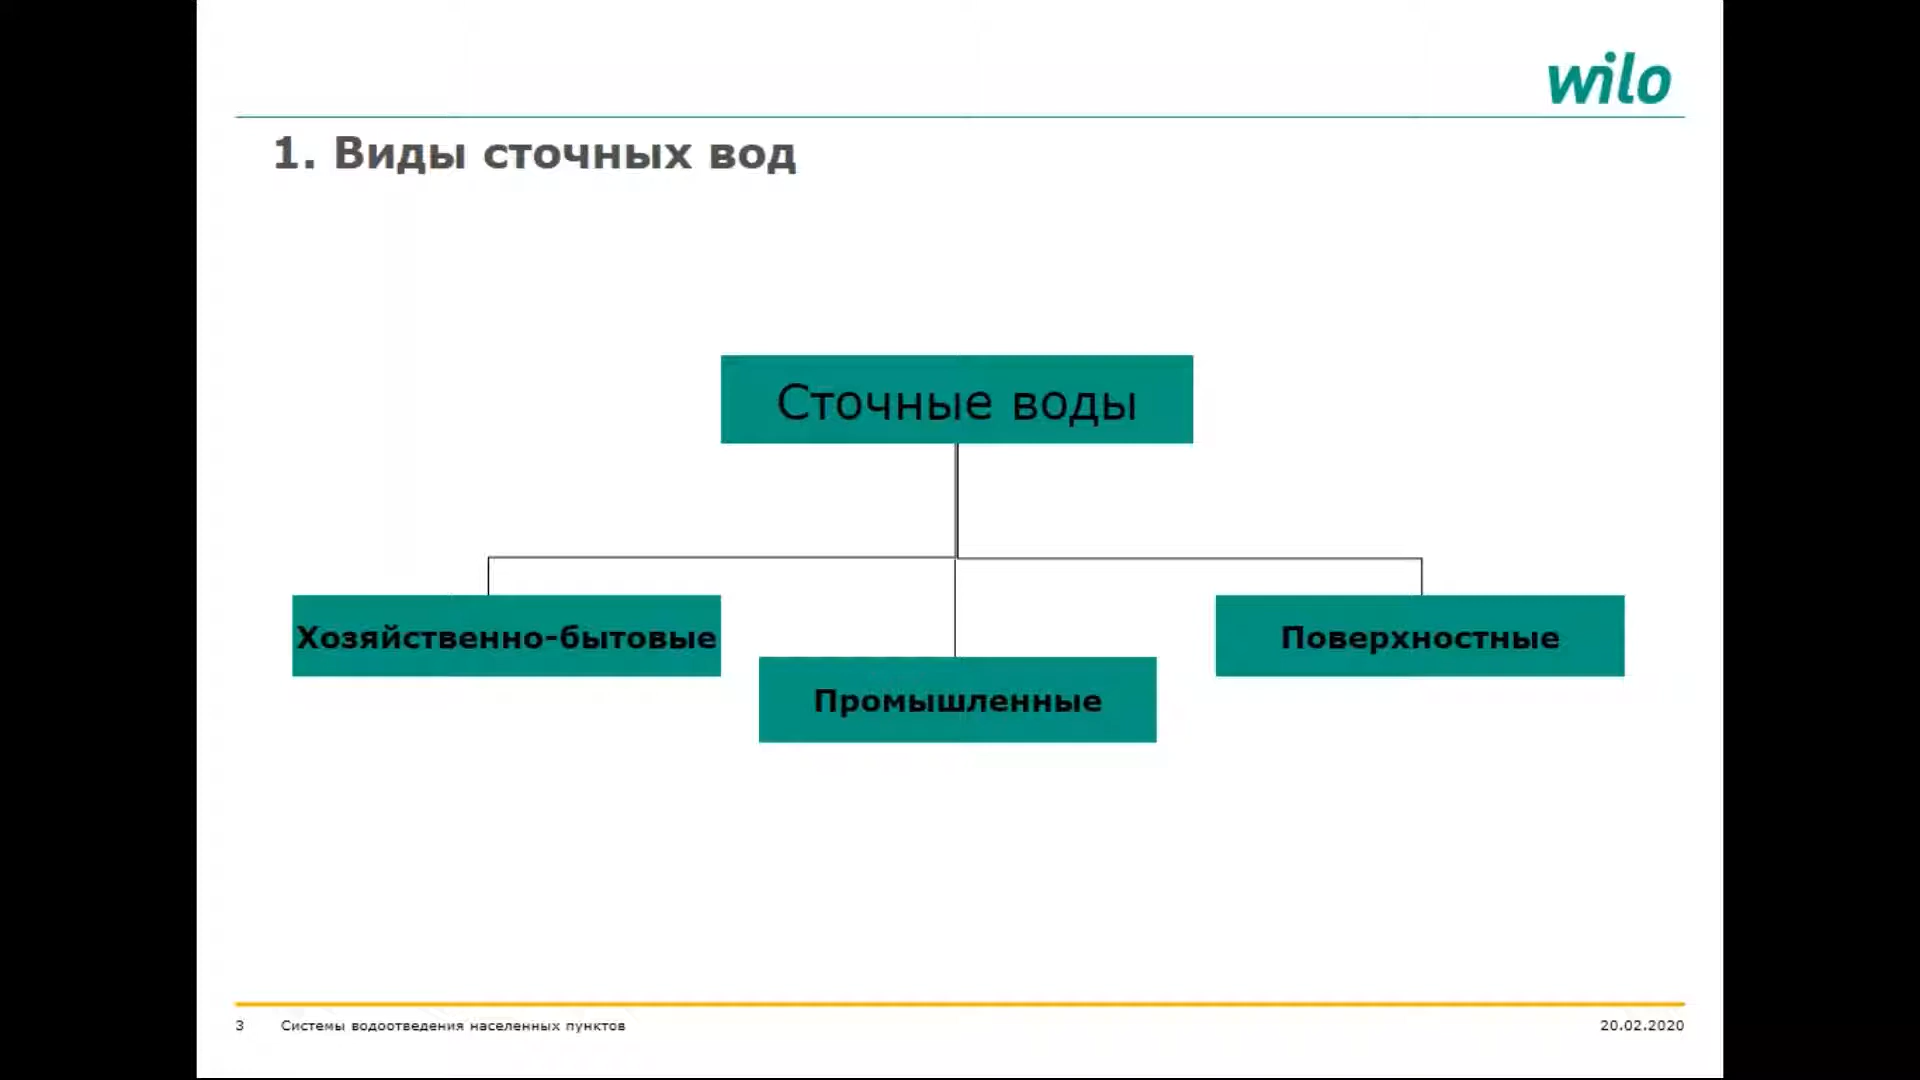 wilo
1. Виды сточных вод
Сточные воды
Хозяйственно-бытовые
Промышленные
Поверхностные
3 Системы водоотведения населенных пунктов 20.02.2020